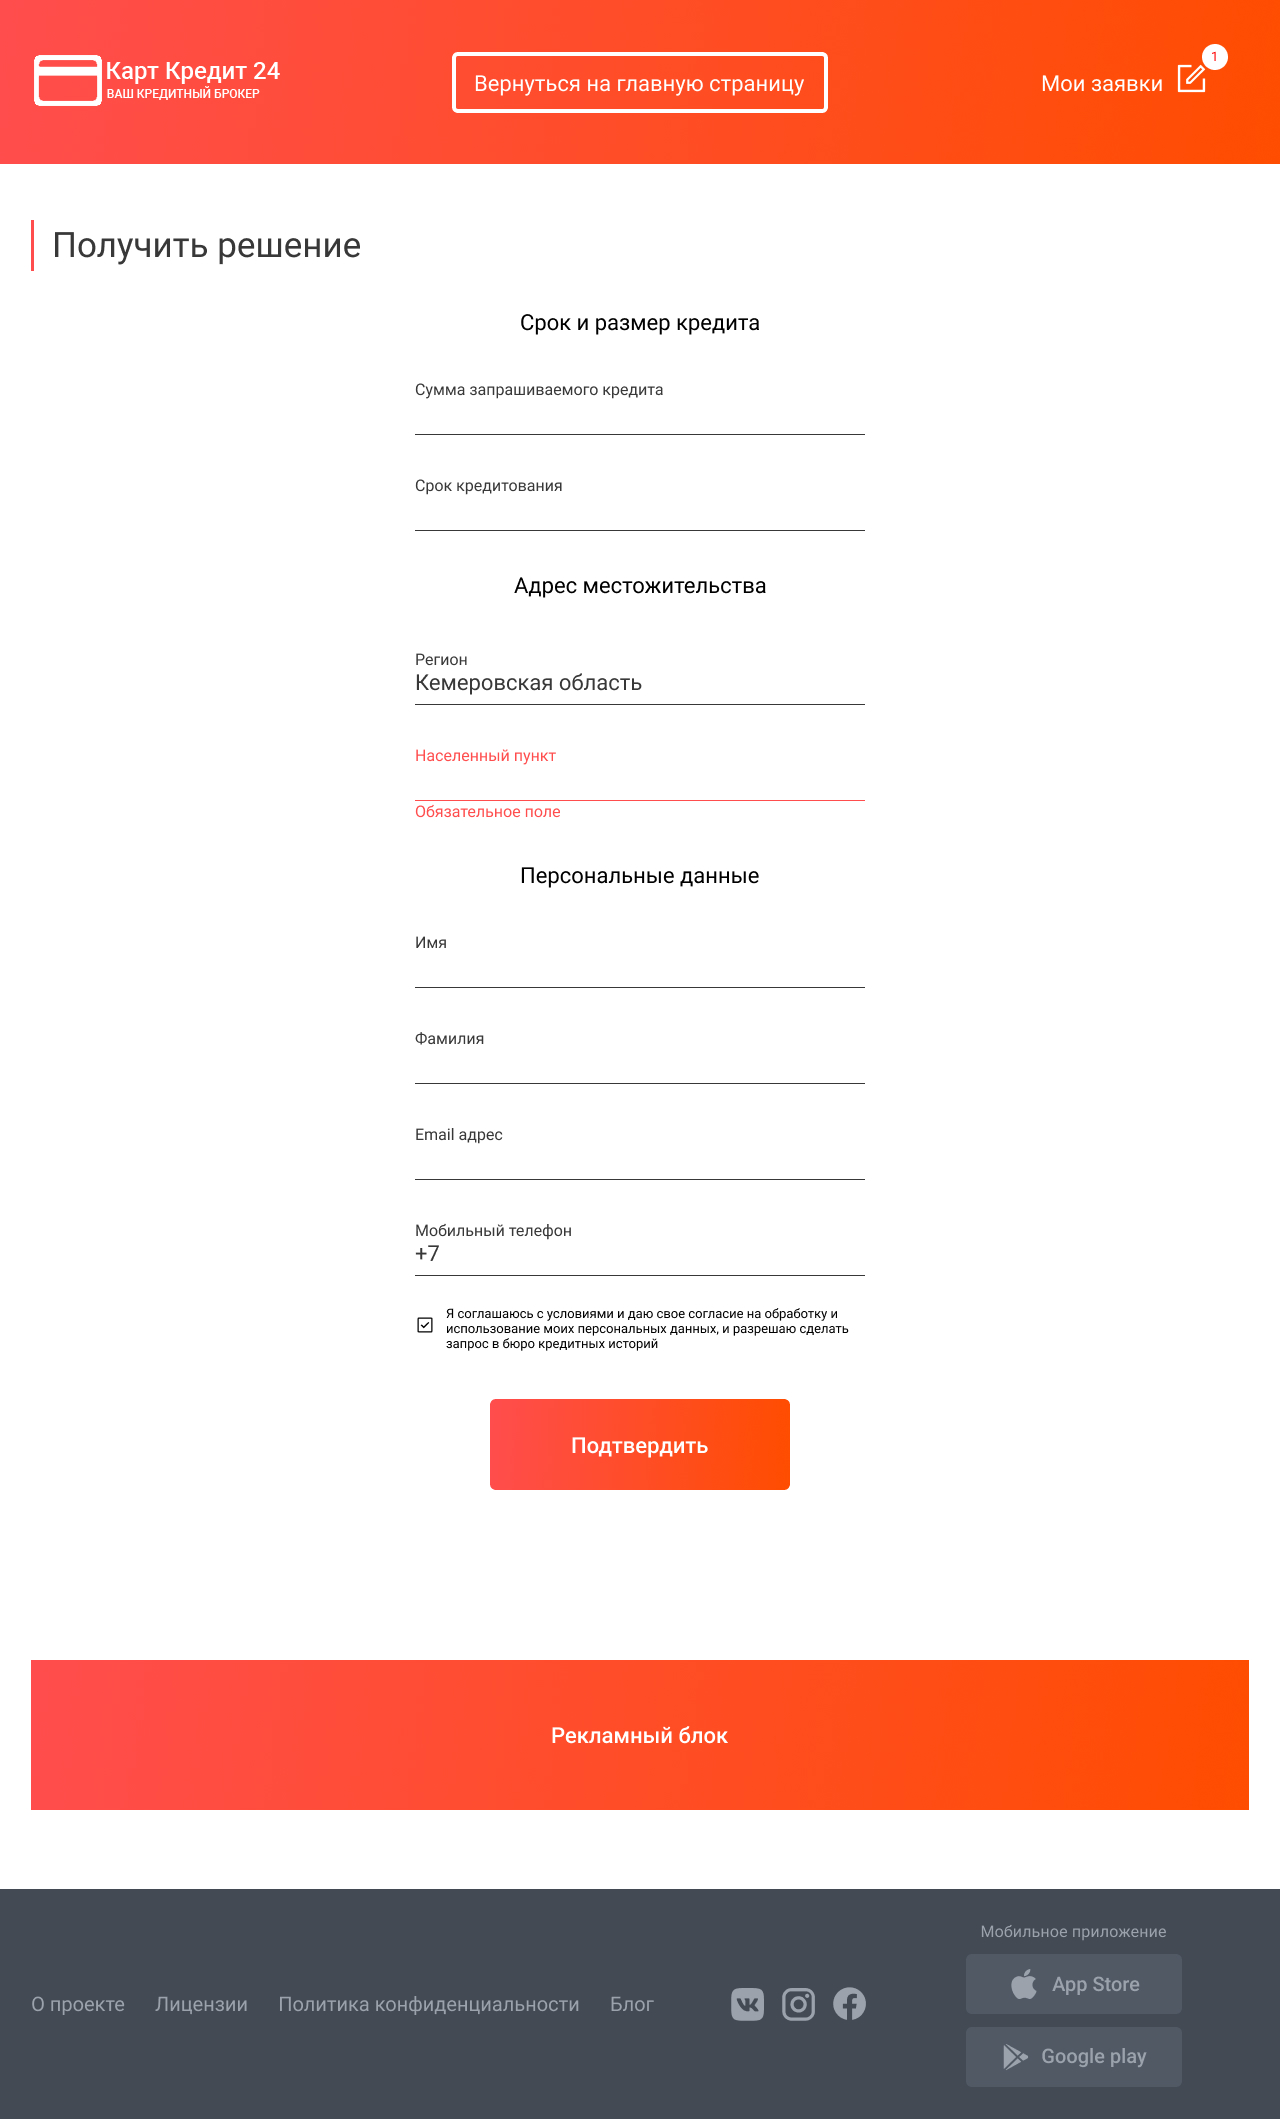 Карт Кредит 24
ВАШ КРЕДИТНЫЙ БРОКЕР
Вернуться на главную страницу
Мои заявки
1
Получить решение
Срок и размер кредита
Сумма запрашиваемого кредита
Срок кредитования
Адрес местожительства
Регион
Кемеровская область
Населенный пункт
Обязательное поле
Персональные данные
Имя
Фамилия
Email адрес
Мобильный телефон
+7
Я соглашаюсь с условиями и даю свое согласие на обработку и
использование моих персональных данных, и разрешаю сделать
запрос в бюро кредитных историй
Подтвердить
Рекламный блок
О проекте
Лицензии
Политика конфиденциальности
Блог
Мобильное приложение
App Store
Google play